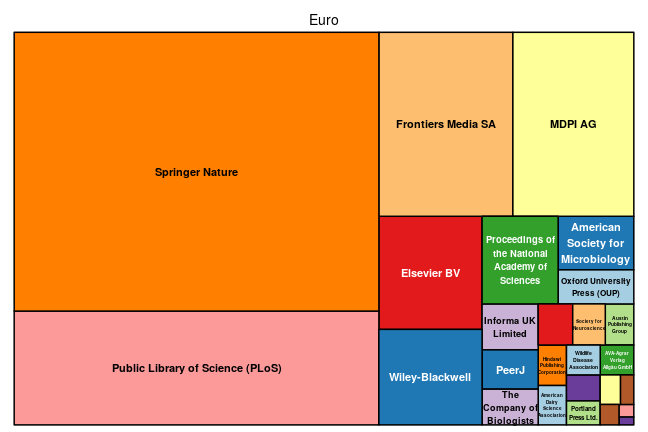 Euro
Springer Nature
Public Library of Science (PLoS)
Frontiers Media SA
MDPI AG
Elsevier BV
Wiley-Blackwell
Proceedings of
the National
Academy of
Sciences
American
Society for
Microbiology
Oxford University
Press (OUP)
Informa UK
Limited
PeerJ
The
Company of
Biologists
Society for
Neuroscience
Austin
Publishing
Group
Hindawi
Publishing
Corporation
Wildlife
Disease
Association
AVA-Agrar
Verlag
Allgäu GmbH
American
Dairy
Science
Association
Portland
Press Ltd.